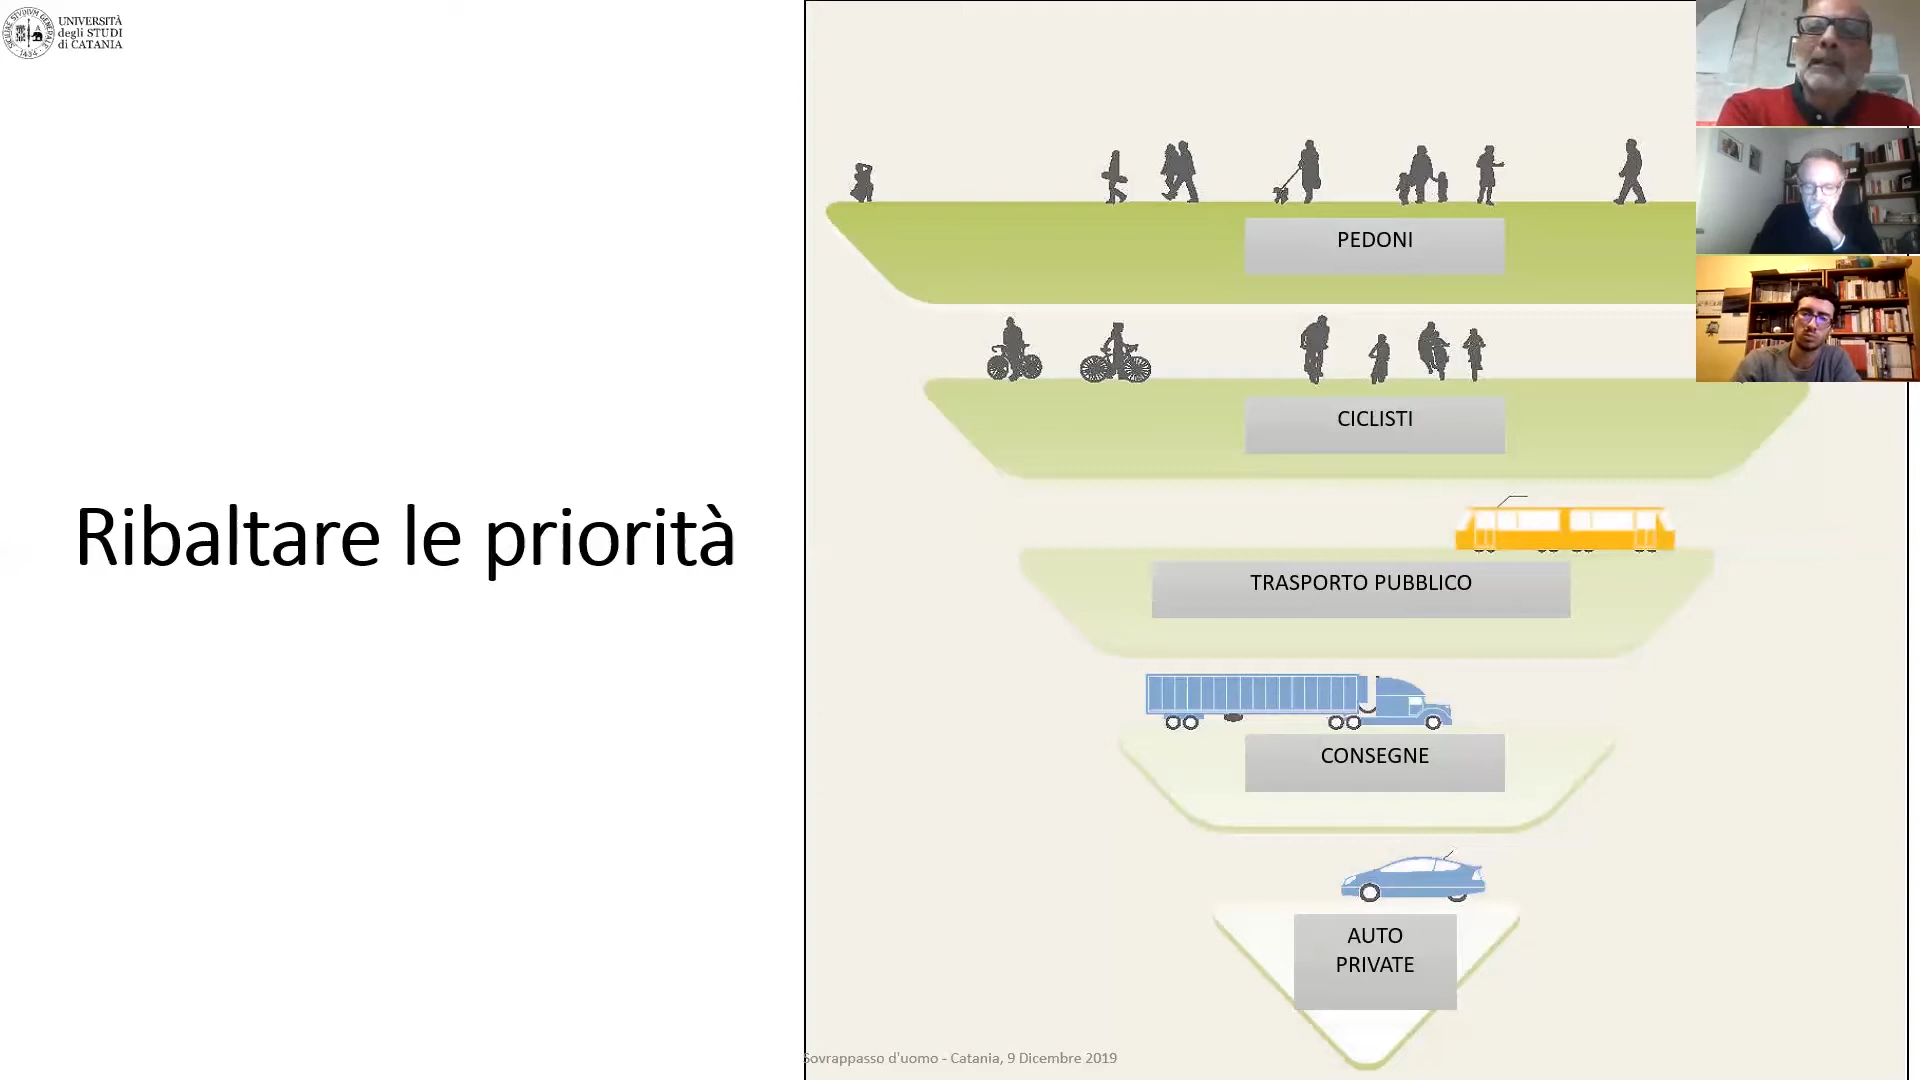 UNIVERSITÀ
degli STUDI
di CATANIA
Ribaltare le priorità
PEDONI
CICLISTI
TRASPORTO PUBBLICO
CONSEGNE
AUTO
PRIVATE
Sovrappasso d'uomo - Catania, 9 Dicembre 2019